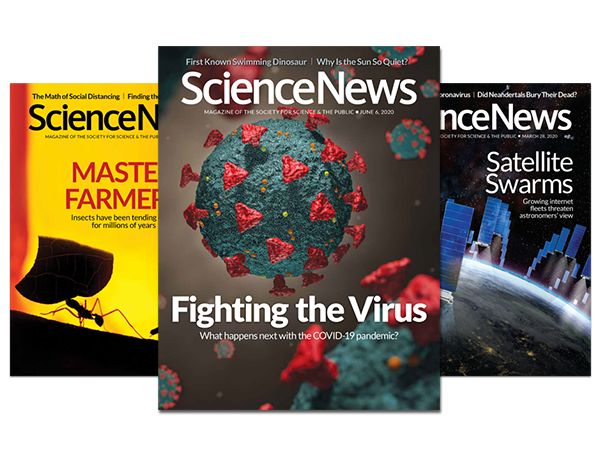 The Math of Social Distancing | Finding the
ScienceN
MAGAZINE OF THE SOCIETY FOR SCIENCE & THE PUB
MASTE
FARMER
Insects have been tending
for millions of years
First Known Swimming Dinosaur | Why Is the Sun So Quiet?
ScienceNews
MAGAZINE OF THE SOCIETY FOR SCIENCE & THE PUBLIC • JUNE 6, 2020
Fighting the Virus
What happens next with the COVID-19 pandemic?
oronavirus | Did Neandertals Bury Their Dead?
nceNews
TY FOR SCIENCE & THE PUBLIC • MARCH 28, 2020
Satellite
Swarms
Growing internet
fleets threaten
astronomers' view